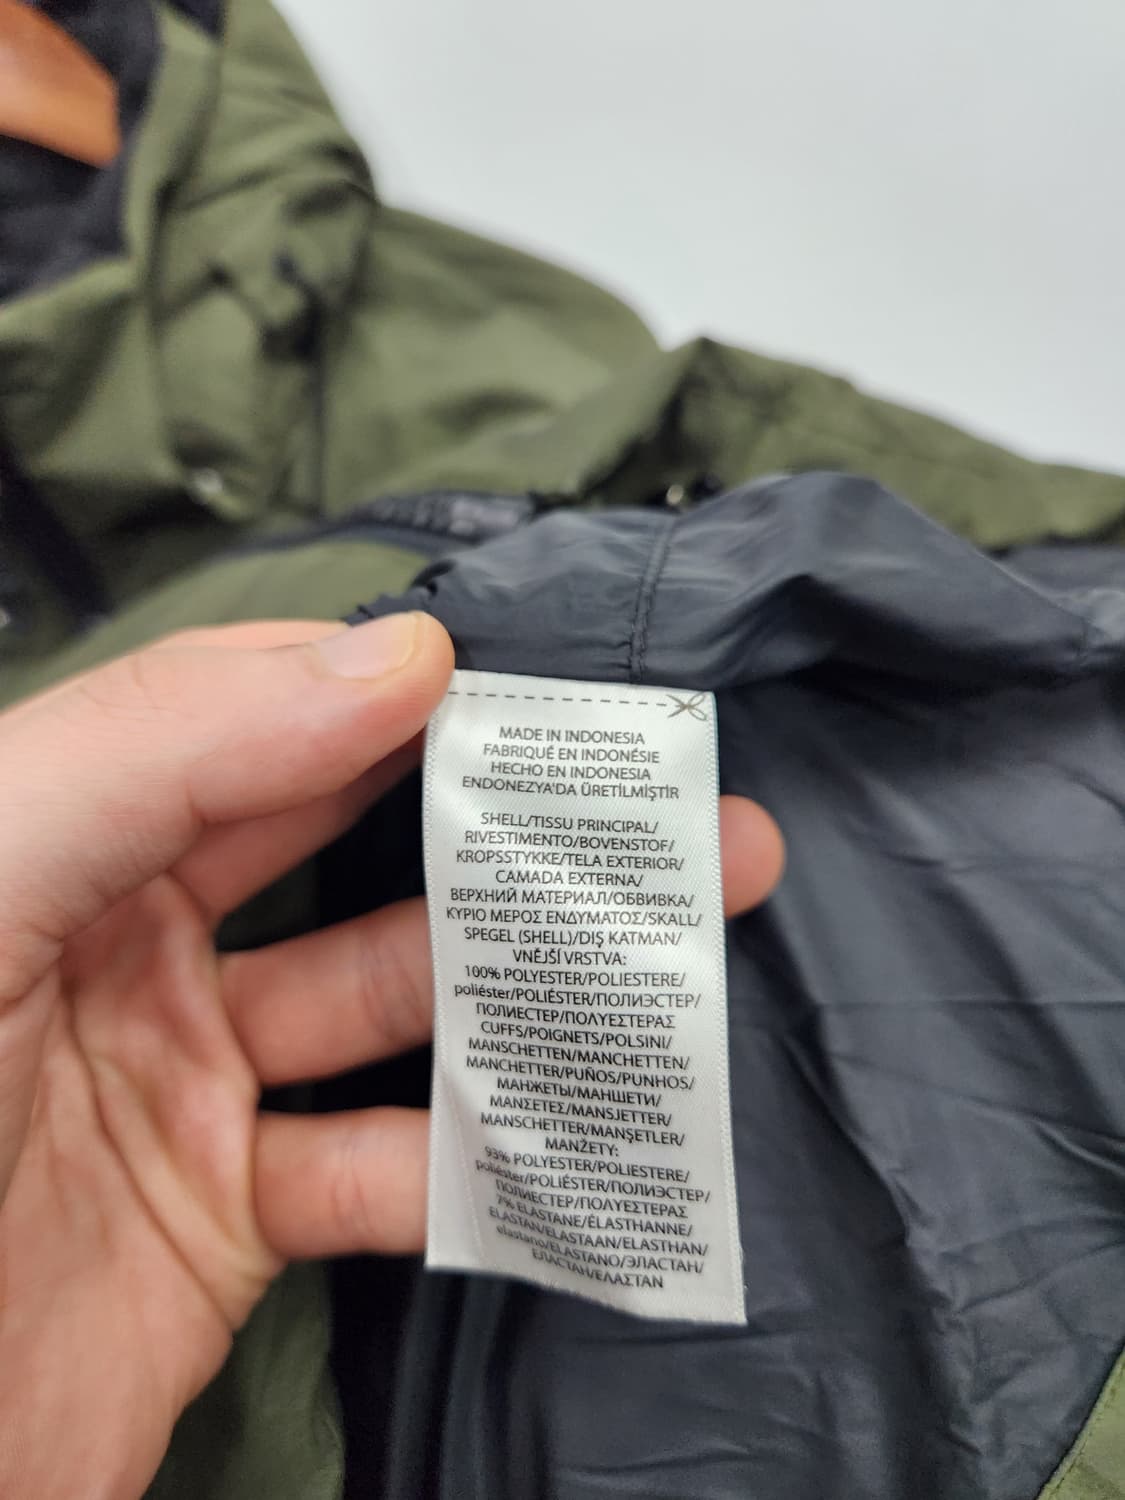 MADE IN INDONESIA
FABRIQUÉ EN INDONÉSIE
HECHO EN INDONESIA
ENDONEZYA'DA ÜRETİLMİŞTİR
SHELL/TISSU PRINCIPAL/
RIVESTIMENTO/BOVENSTOF/
KROPSSTYKKE/TELA EXTERIOR/
CAMADA EXTERNA/
ВЕРХНИЙ МАТЕРИАЛ/ОБВИВКА/
ΚΥΡΙΟ ΜΕΡΟΣ ΕΝΔΥΜΑΤΟΣ/SKALL/
SPEGEL (SHELL)/DIŞ KATMAN/
VNĚJŠÍ VRSTVA:
100% POLYESTER/POLIESTERE/
poliéster/POLIÉSTER/ПОЛИЭСТЕР/
ПОЛИЕСТЕР/ΠΟΛΥΕΣΤΕΡΑΣ
CUFFS/POIGNETS/POLSINI/
MANSCHETTEN/MANCHETTEN/
MANCHETTER/PUÑOS/PUNHOS/
МАНЖЕТЫ/МАНШЕТИ/
ΜΑΝΣΕΤΕΣ/MANSJETTER/
MANSCHETTER/MANŞETLER/
MANŽETY:
93% POLYESTER/POLIESTERE/
poliéster/POLIÉSTER/ПОЛИЭСТЕР/
ПОЛИЕСТЕР/ΠΟΛΥΕΣΤΕΡΑΣ
7% ELASTANE/ÉLASTHANNE/
ELASTAN/ELASTAAN/ELASTHAN/
elastano/ELASTANO/ЭЛАСТАН/
ЕЛАСТАН/ΕΛΑΣΤΑΝ